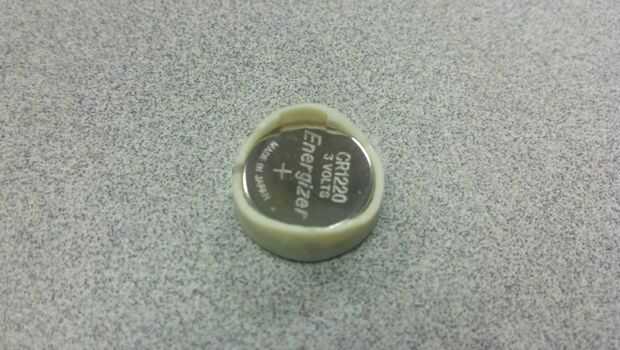 CR1220
3 VOLTS
Energizer
+
MADE IN JAPAN